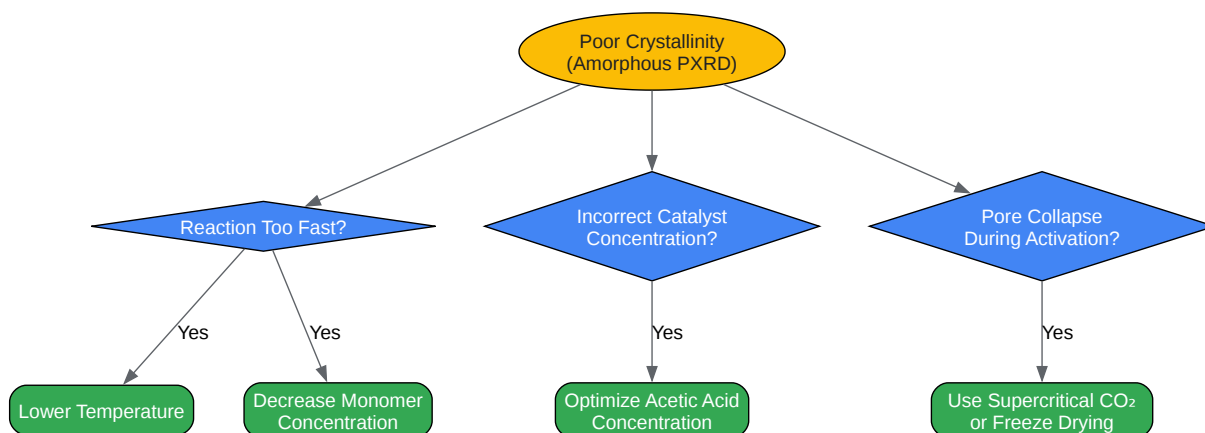 Poor Crystallinity
(Amorphous PXRD)
Reaction Too Fast?
Incorrect Catalyst
Concentration?
Pore Collapse
During Activation?
Yes
Yes
Yes
Yes
Lower Temperature
Decrease Monomer
Concentration
Optimize Acetic Acid
Concentration
Use Supercritical CO₂
or Freeze Drying